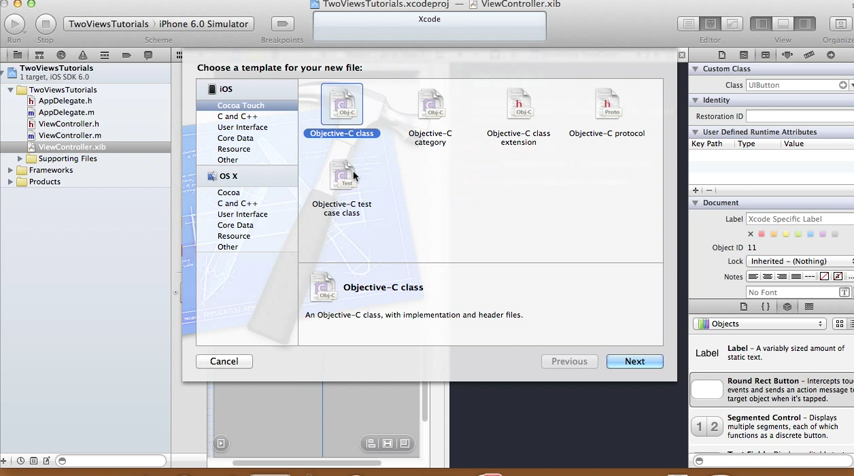 TwoViewsTutorials.xcodeproj — ViewController.xib
Run
Stop
TwoViewsTutorials › iPhone 6.0 Simulator
Scheme
Breakpoints
Xcode
Editor
View
Organize
TwoViewsTutorials
1 target, iOS SDK 6.0
TwoViewsTutorials
AppDelegate.h
AppDelegate.m
ViewController.h
ViewController.m
ViewController.xib
Supporting Files
Frameworks
Products
Choose a template for your new file:
iOS
Cocoa Touch
C and C++
User Interface
Core Data
Resource
Other
OS X
Cocoa
C and C++
User Interface
Core Data
Resource
Other
Objective-C class
Objective-C
category
Objective-C class
extension
Objective-C protocol
Objective-C test
case class
Objective-C class
An Objective-C class, with implementation and header files.
Cancel
Previous
Next
Custom Class
Class UIButton
Identity
Restoration ID
User Defined Runtime Attributes
Key Path Type Value
Document
Label Xcode Specific Label
Object ID 11
Lock Inherited - (Nothing)
Notes
No Font
Objects
Label
Label – A variably sized amount of
static text.
Round Rect Button – Intercepts tou
events and sends an action message to
target object when it's tapped.
1 2
Segmented Control – Displays
multiple segments, each of which
functions as a discrete button.